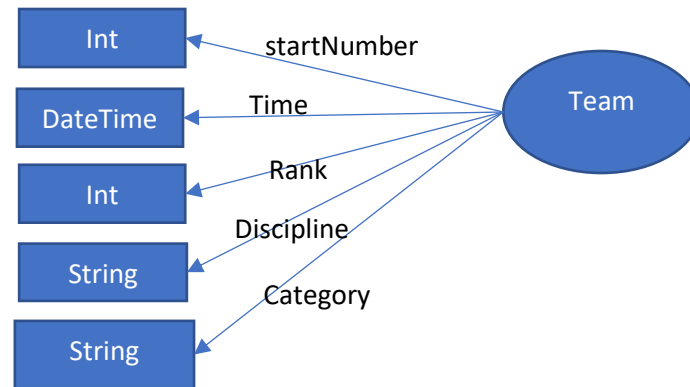 Int
startNumber
Team
DateTime
Time
Int
Rank
String
Discipline
String
Category